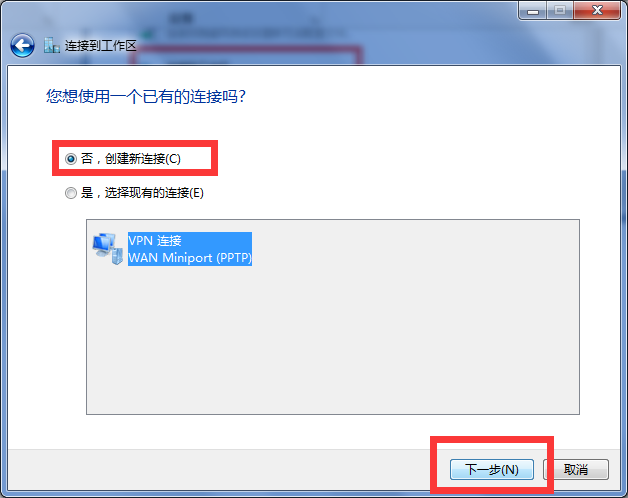 连接到工作区
您想使用一个已有的连接吗?
否，创建新连接(C)
是，选择现有的连接(E)
VPN 连接
WAN Miniport (PPTP)
下一步(N)
取消